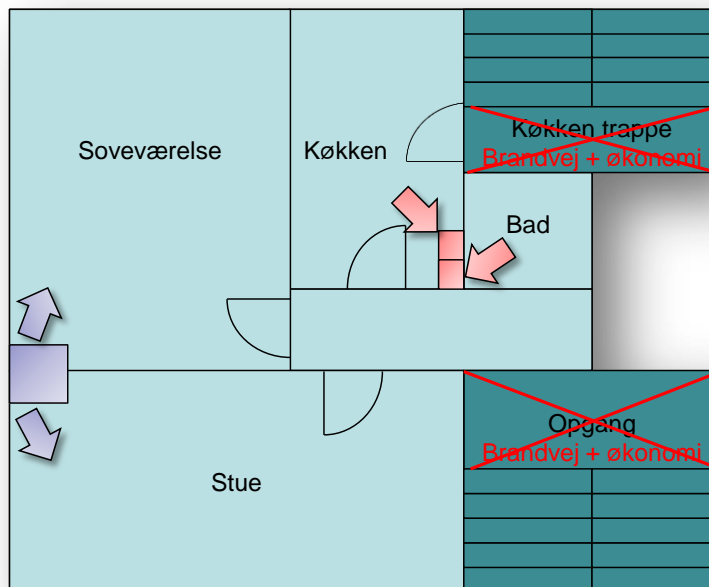 Køkken trappe
Brandvej + økonomi
Soveværelse
Køkken
Bad
Opgang
Brandvej + økonomi
Stue